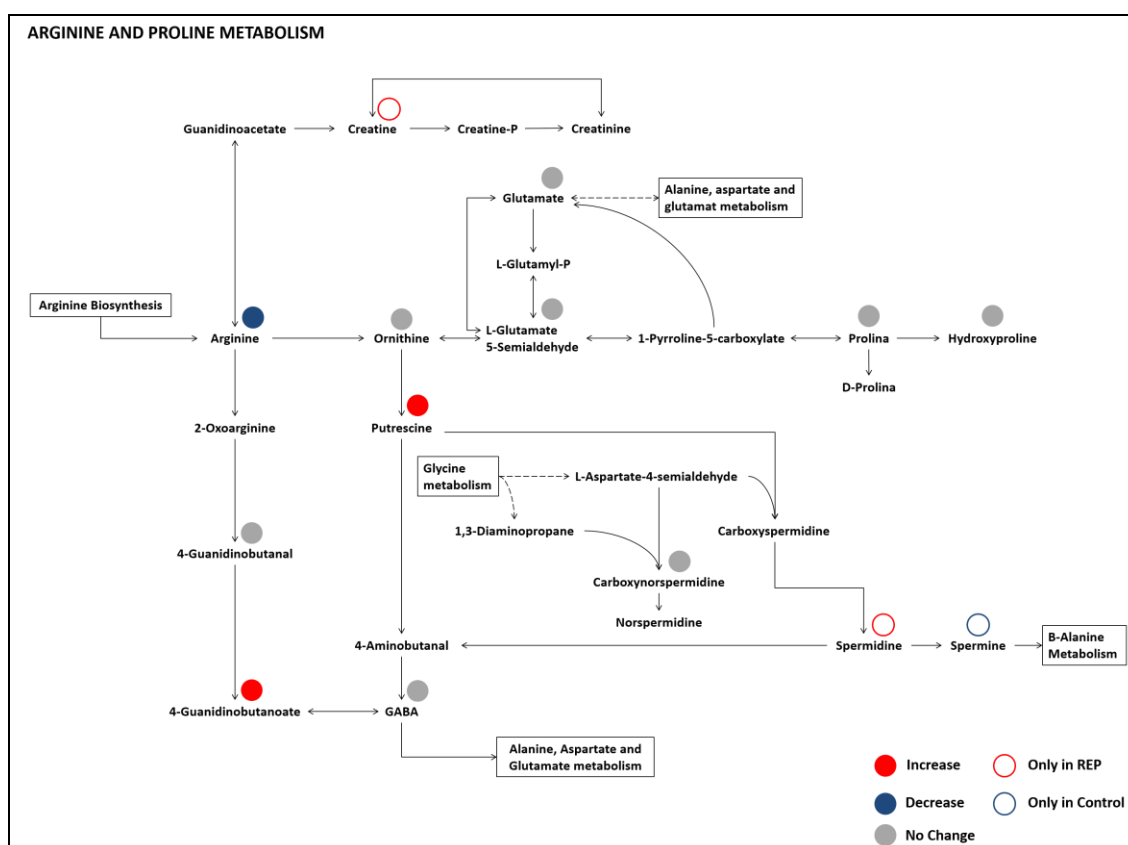 ARGININE AND PROLINE METABOLISM
Guanidinoacetate
Creatine
Creatine-P
Creatinine
Glutamate
Alanine, aspartate and
glutamat metabolism
L-Glutamyl-P
Arginine Biosynthesis
Arginine
Ornithine
L-Glutamate
5-Semialdehyde
1-Pyrroline-5-carboxylate
Prolina
Hydroxyproline
D-Prolina
2-Oxoarginine
Putrescine
Glycine
metabolism
L-Aspartate-4-semialdehyde
1,3-Diaminopropane
Carboxyspermidine
4-Guanidinobutanal
Carboxynorspermidine
Norspermidine
4-Aminobutanal
Spermidine
Spermine
B-Alanine
Metabolism
4-Guanidinobutanoate
GABA
Alanine, Aspartate and
Glutamate metabolism
Increase
Only in REP
Decrease
Only in Control
No Change